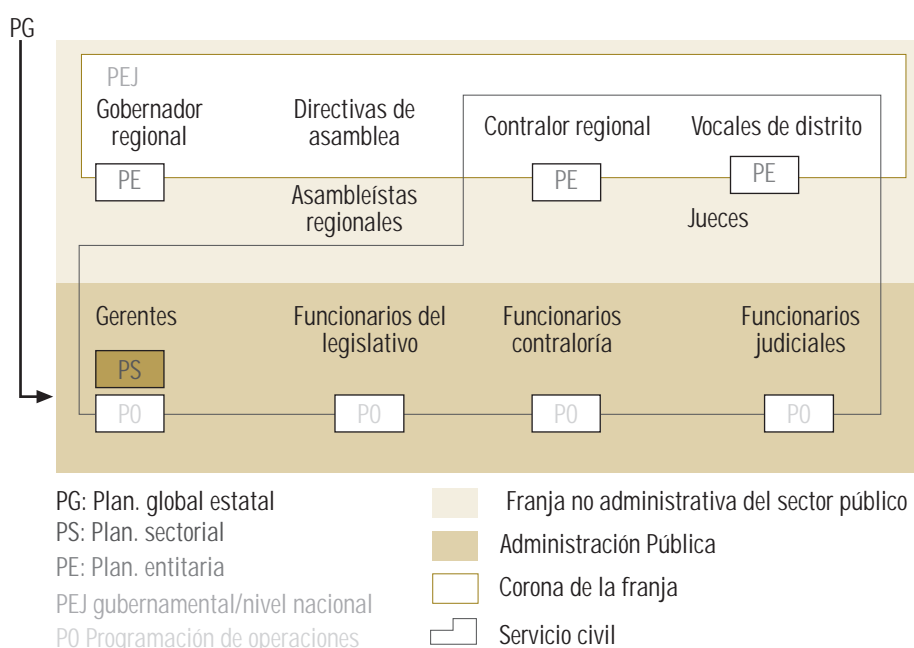 PG
PEJ
Gobernador
regional
Directivas de
asamblea
Contralor regional
Vocales de distrito
PE
PE
PE
Asambleístas
regionales
Jueces
Gerentes
Funcionarios del
legislativo
Funcionarios
contraloría
Funcionarios
judiciales
PS
PO
PO
PO
PO
PG: Plan. global estatal
PS: Plan. sectorial
PE: Plan. entitaria
PEJ gubernamental/nivel nacional
PO Programación de operaciones
Franja no administrativa del sector público
Administración Pública
Corona de la franja
Servicio civil